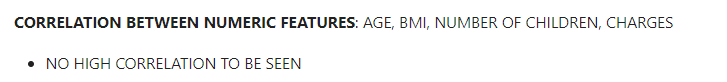 CORRELATION BETWEEN NUMERIC FEATURES: AGE, BMI, NUMBER OF CHILDREN, CHARGES
• NO HIGH CORRELATION TO BE SEEN